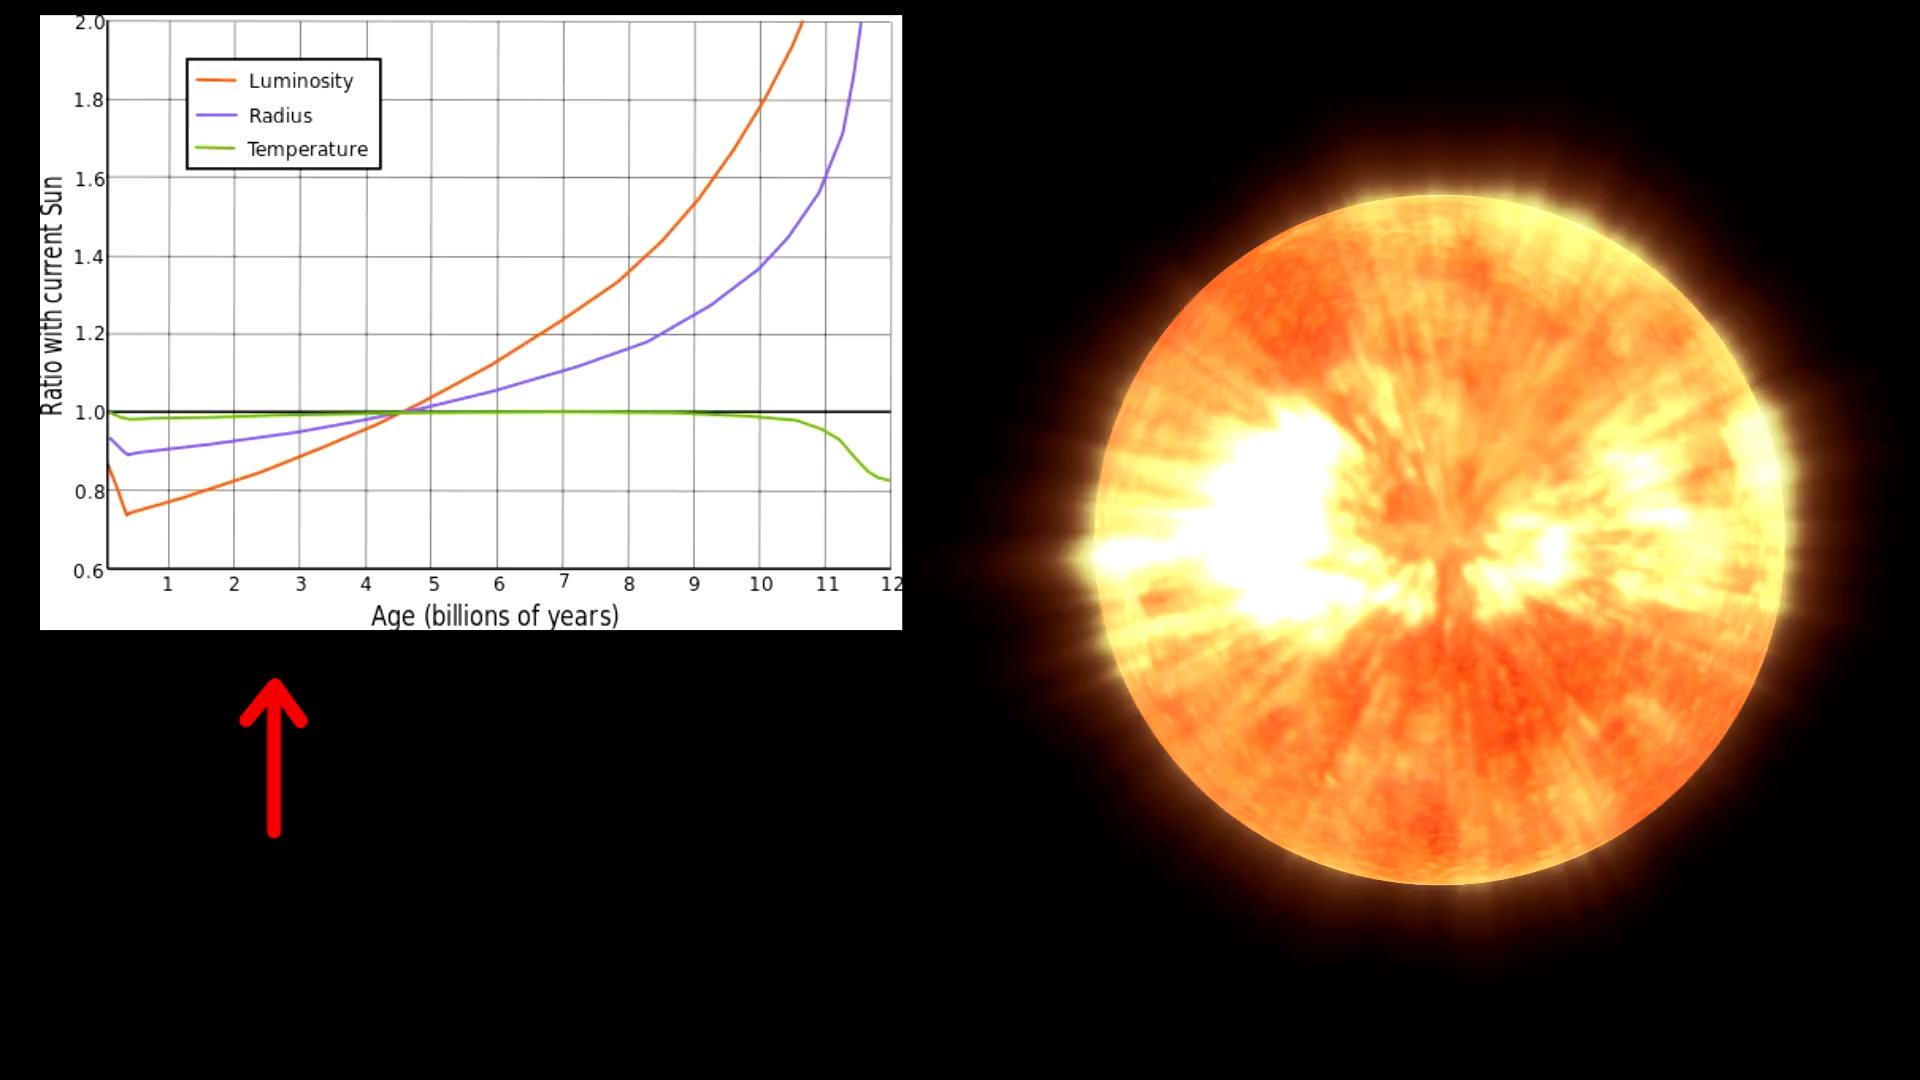 2.0
1.8
1.6
1.4
1.2
1.0
0.8
0.6
Luminosity
Radius
Temperature
Ratio with current Sun
1 2 3 4 5 6 7 8 9 10 11 12
Age (billions of years)